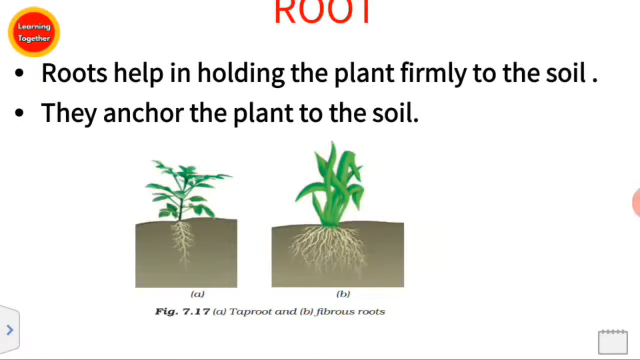 ROOT
Learning
Together
• Roots help in holding the plant firmly to the soil .
• They anchor the plant to the soil.
(a)
(b)
Fig. 7.17 (a) Taproot and (b) fibrous roots